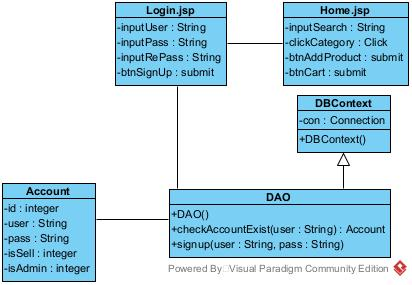 Login.jsp
-inputUser : String
-inputPass : String
-inputRePass : String
-btnSignUp : submit
Home.jsp
-inputSearch : String
-clickCategory : Click
-btnAddProduct : submit
-btnCart : submit
DBContext
-con : Connection
+DBContext()
Account
-id : integer
-user : String
-pass : String
-isSell : integer
-isAdmin : integer
DAO
+DAO()
+checkAccountExist(user : String) : Account
+signup(user : String, pass : String)
Powered By Visual Paradigm Community Edition